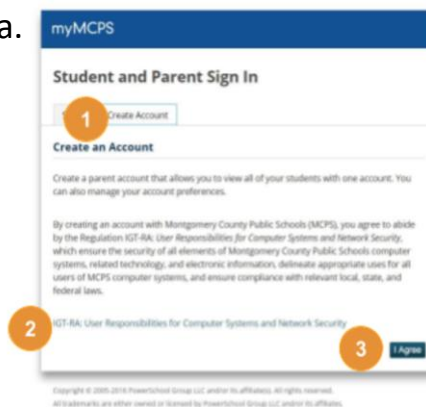 a.
myMCPS
Student and Parent Sign In
1
Create Account
Create an Account
Create a parent account that allows you to view all of your students with one account. You
can also manage your account preferences.
By creating an account with Montgomery County Public Schools (MCPS), you agree to abide
by the Regulation IGT-RA: User Responsibilities for Computer Systems and Network Security,
which ensure the security of all elements of Montgomery County Public Schools computer
systems, related technology, and electronic information, delineate appropriate uses for all
users of MCPS computer systems, and ensure compliance with relevant local, state, and
federal laws.
2
IGT-RA: User Responsibilities for Computer Systems and Network Security
3
I Agree
Copyright © 2005-2016 PowerSchool Group LLC and/or its affiliate(s). All rights reserved.
All trademarks are either owned or licensed by PowerSchool Group LLC and/or its affiliates.